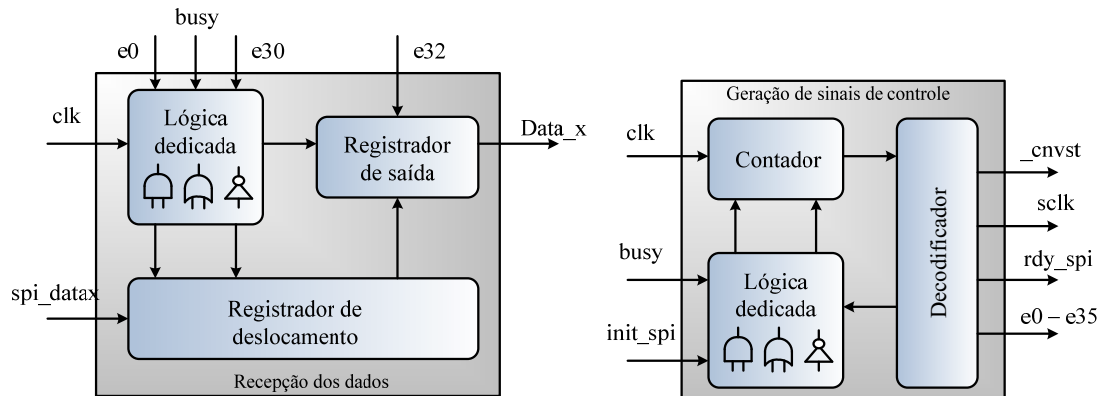 busy
e0
e30
e32
clk
Lógica
dedicada
Registrador
de saída
Data_x
spi_datax
Registrador de
deslocamento
Recepção dos dados
Geração de sinais de controle
clk
Contador
Decodificador
_cnvst
sclk
rdy_spi
e0 – e35
busy
init_spi
Lógica
dedicada